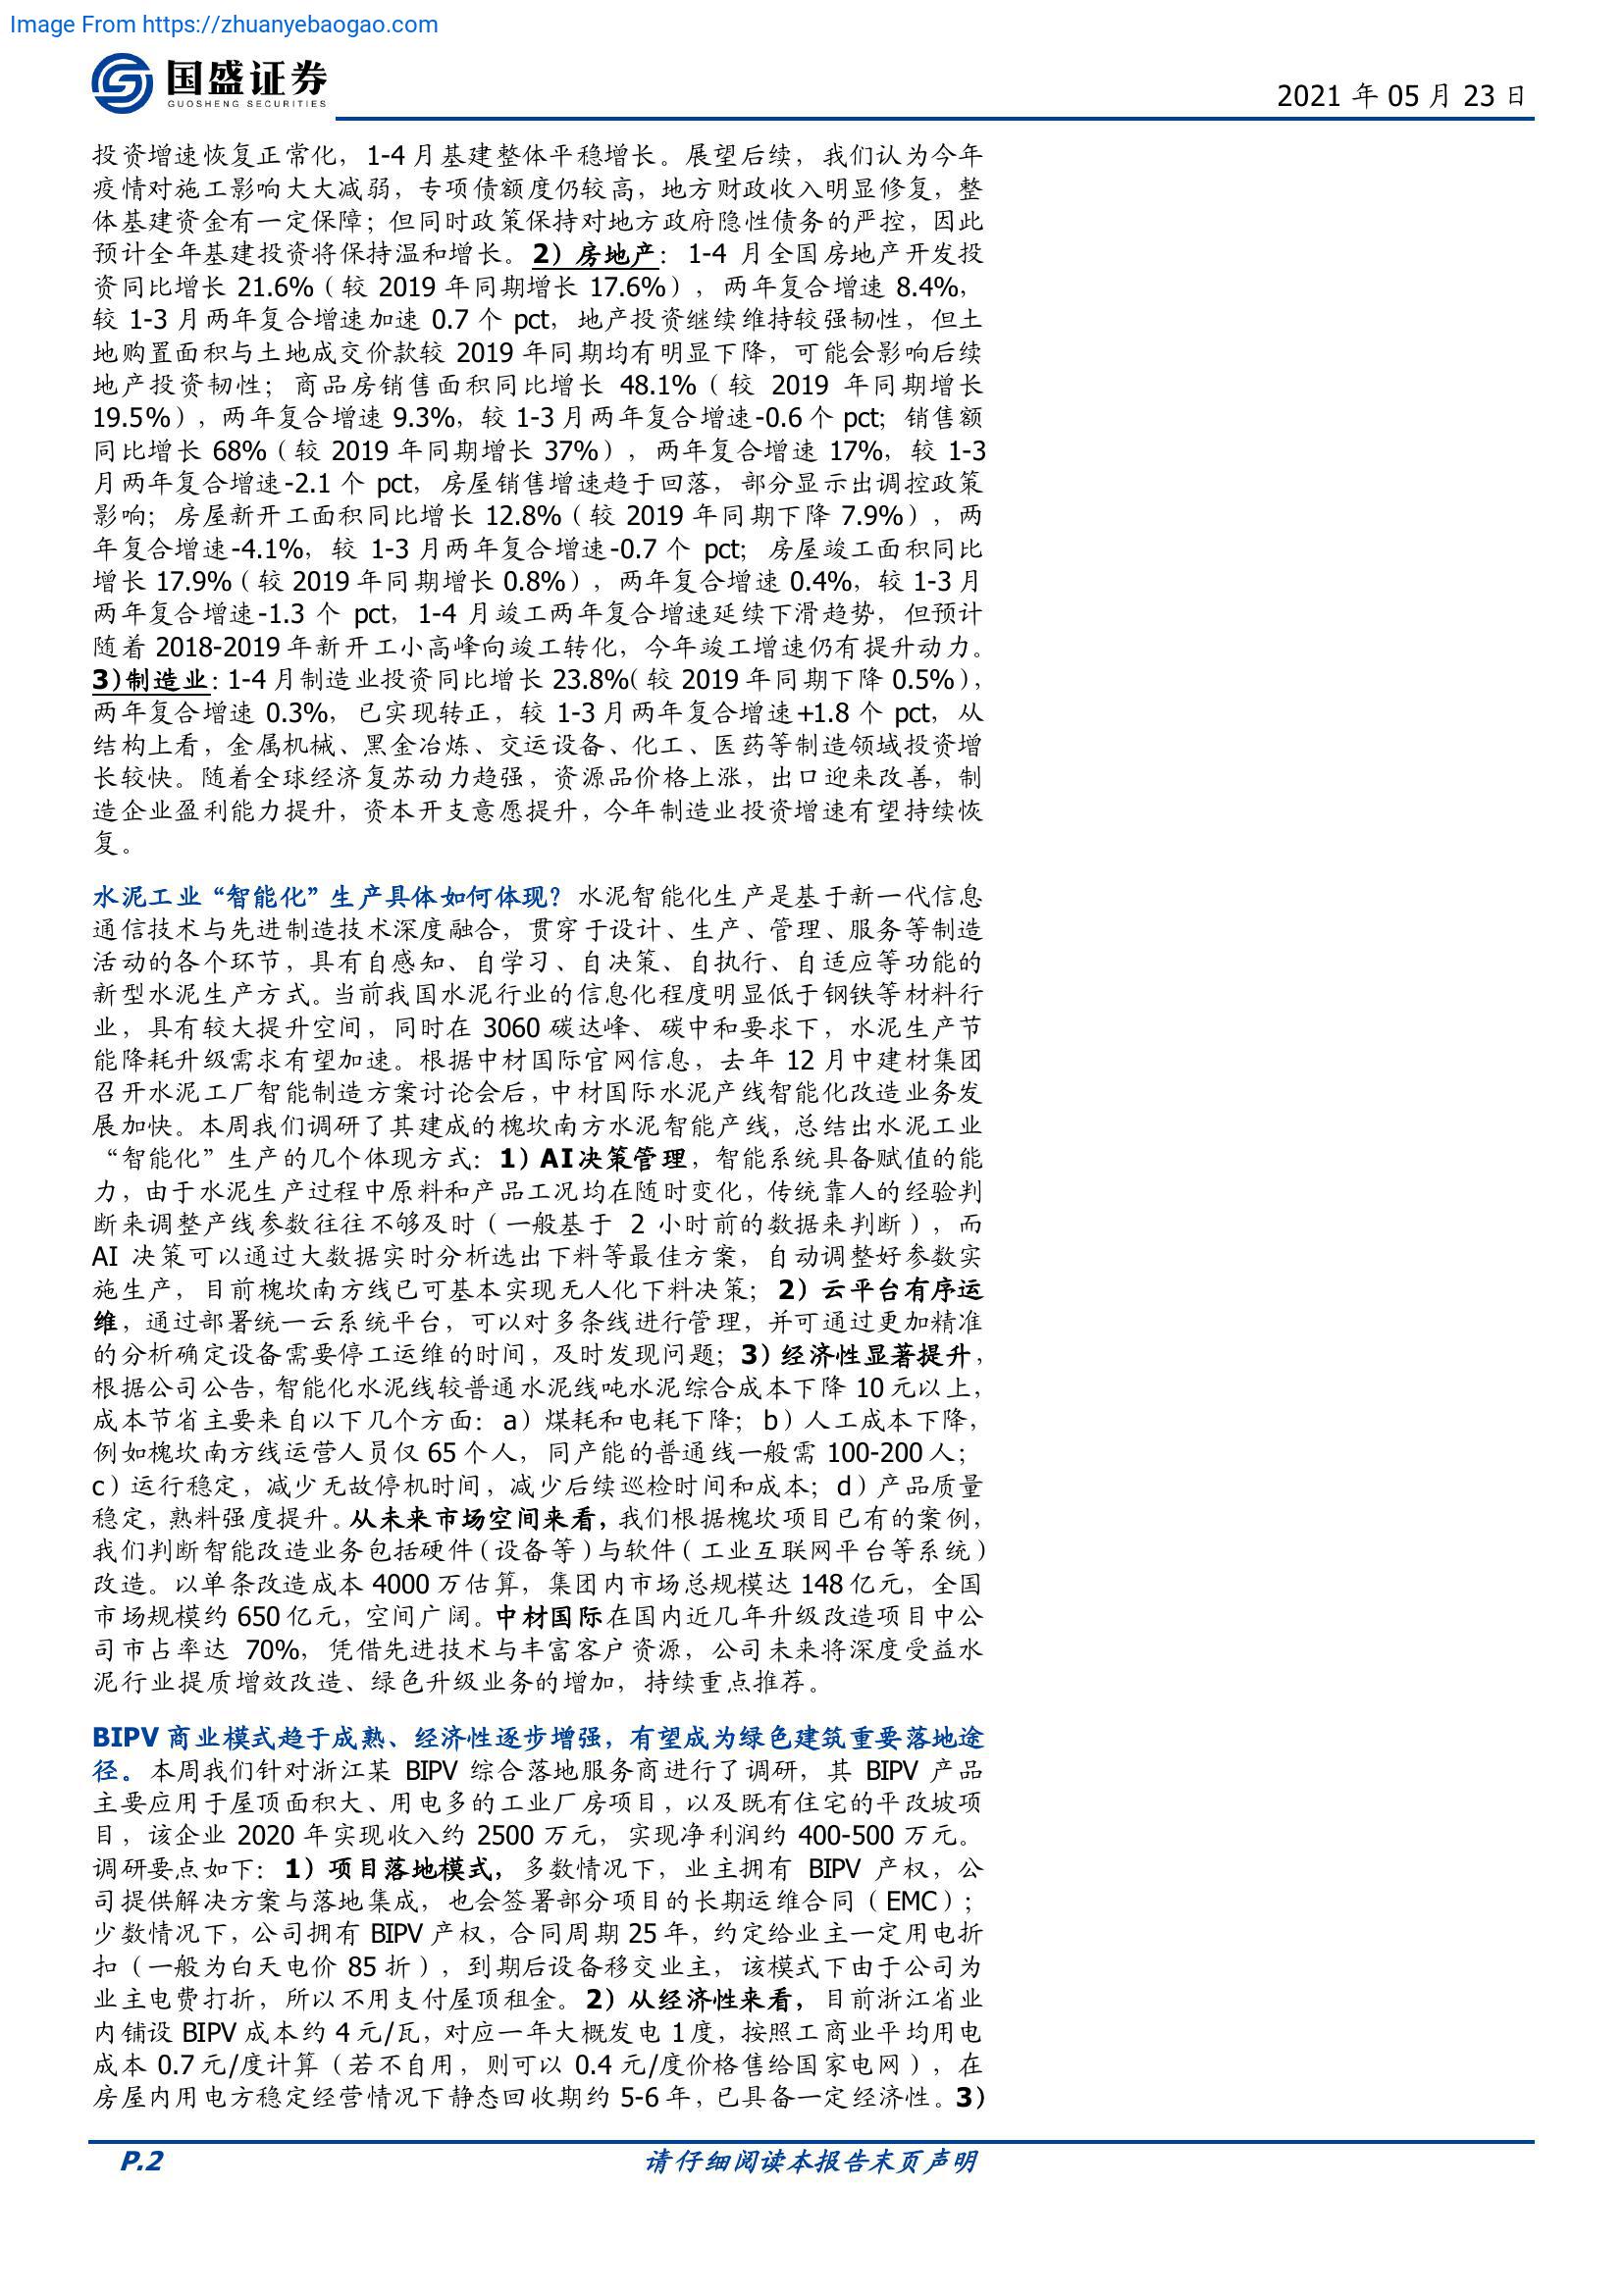 Image From https://zhuanyebaogao.com
国盛证券
GUOSHENG SECURITIES
2021 年 05 月 23 日
投资增速恢复正常化，1-4 月基建整体平稳增长。展望后续，我们认为今年
疫情对施工影响大大减弱，专项债额度仍较高，地方财政收入明显修复，整
体基建资金有一定保障；但同时政策保持对地方政府隐性债务的严控，因此
预计全年基建投资将保持温和增长。2）房地产：1-4 月全国房地产开发投
资同比增长 21.6%（较 2019 年同期增长 17.6%），两年复合增速 8.4%，
较 1-3 月两年复合增速加速 0.7 个 pct，地产投资继续维持较强韧性，但土
地购置面积与土地成交价款较 2019 年同期均有明显下降，可能会影响后续
地产投资韧性；商品房销售面积同比增长 48.1%（较 2019 年同期增长
19.5%），两年复合增速 9.3%，较 1-3 月两年复合增速-0.6 个 pct；销售额
同比增长 68%（较 2019 年同期增长 37%），两年复合增速 17%，较 1-3
月两年复合增速-2.1 个 pct，房屋销售增速趋于回落，部分显示出调控政策
影响；房屋新开工面积同比增长 12.8%（较 2019 年同期下降 7.9%），两
年复合增速-4.1%，较 1-3 月两年复合增速-0.7 个 pct；房屋竣工面积同比
增长 17.9%（较 2019 年同期增长 0.8%），两年复合增速 0.4%，较 1-3 月
两年复合增速-1.3 个 pct，1-4 月竣工两年复合增速延续下滑趋势，但预计
随着 2018-2019 年新开工小高峰向竣工转化，今年竣工增速仍有提升动力。
3)制造业：1-4 月制造业投资同比增长 23.8%（较 2019 年同期下降 0.5%），
两年复合增速 0.3%，已实现转正，较 1-3 月两年复合增速+1.8 个 pct，从
结构上看，金属机械、黑金冶炼、交运设备、化工、医药等制造领域投资增
长较快。随着全球经济复苏动力趋强，资源品价格上涨，出口迎来改善，制
造企业盈利能力提升，资本开支意愿提升，今年制造业投资增速有望持续恢
复。
水泥工业“智能化”生产具体如何体现？水泥智能化生产是基于新一代信息
通信技术与先进制造技术深度融合，贯穿于设计、生产、管理、服务等制造
活动的各个环节，具有自感知、自学习、自决策、自执行、自适应等功能的
新型水泥生产方式。当前我国水泥行业的信息化程度明显低于钢铁等材料行
业，具有较大提升空间，同时在 3060 碳达峰、碳中和要求下，水泥生产节
能降耗升级需求有望加速。根据中材国际官网信息，去年 12 月中建材集团
召开水泥工厂智能制造方案讨论会后，中材国际水泥产线智能化改造业务发
展加快。本周我们调研了其建成的槐坎南方水泥智能产线，总结出水泥工业
“智能化”生产的几个体现方式：1）AI决策管理，智能系统具备赋值的能
力，由于水泥生产过程中原料和产品工况均在随时变化，传统靠人的经验判
断来调整产线参数往往不够及时（一般基于 2 小时前的数据来判断），而
AI 决策可以通过大数据实时分析选出下料等最佳方案，自动调整好参数实
施生产，目前槐坎南方线已可基本实现无人化下料决策；2）云平台有序运
维，通过部署统一云系统平台，可以对多条线进行管理，并可通过更加精准
的分析确定设备需要停工运维的时间，及时发现问题；3）经济性显著提升，
根据公司公告，智能化水泥线较普通水泥线吨水泥综合成本下降 10 元以上，
成本节省主要来自以下几个方面：a）煤耗和电耗下降；b）人工成本下降，
例如槐坎南方线运营人员仅 65 个人，同产能的普通线一般需 100-200 人；
c）运行稳定，减少无故停机时间，减少后续巡检时间和成本；d）产品质量
稳定，熟料强度提升。从未来市场空间来看，我们根据槐坎项目已有的案例，
我们判断智能改造业务包括硬件（设备等）与软件（工业互联网平台等系统）
改造。以单条改造成本 4000 万估算，集团内市场总规模达 148 亿元，全国
市场规模约 650 亿元，空间广阔。中材国际在国内近几年升级改造项目中公
司市占率达 70%，凭借先进技术与丰富客户资源，公司未来将深度受益水
泥行业提质增效改造、绿色升级业务的增加，持续重点推荐。
BIPV 商业模式趋于成熟、经济性逐步增强，有望成为绿色建筑重要落地途
径。本周我们针对浙江某 BIPV 综合落地服务商进行了调研，其 BIPV 产品
主要应用于屋顶面积大、用电多的工业厂房项目，以及既有住宅的平改坡项
目，该企业 2020 年实现收入约 2500 万元，实现净利润约 400-500 万元。
调研要点如下：1）项目落地模式，多数情况下，业主拥有 BIPV 产权，公
司提供解决方案与落地集成，也会签署部分项目的长期运维合同（EMC）；
少数情况下，公司拥有 BIPV 产权，合同周期 25 年，约定给业主一定用电折
扣（一般为白天电价 85 折），到期后设备移交业主，该模式下由于公司为
业主电费打折，所以不用支付屋顶租金。2）从经济性来看，目前浙江省业
内铺设 BIPV 成本约 4 元/瓦，对应一年大概发电 1 度，按照工商业平均用电
成本 0.7 元/度计算（若不自用，则可以 0.4 元/度价格售给国家电网），在
房屋内用电方稳定经营情况下静态回收期约 5-6 年，已具备一定经济性。3）
P.2
请仔细阅读本报告末页声明